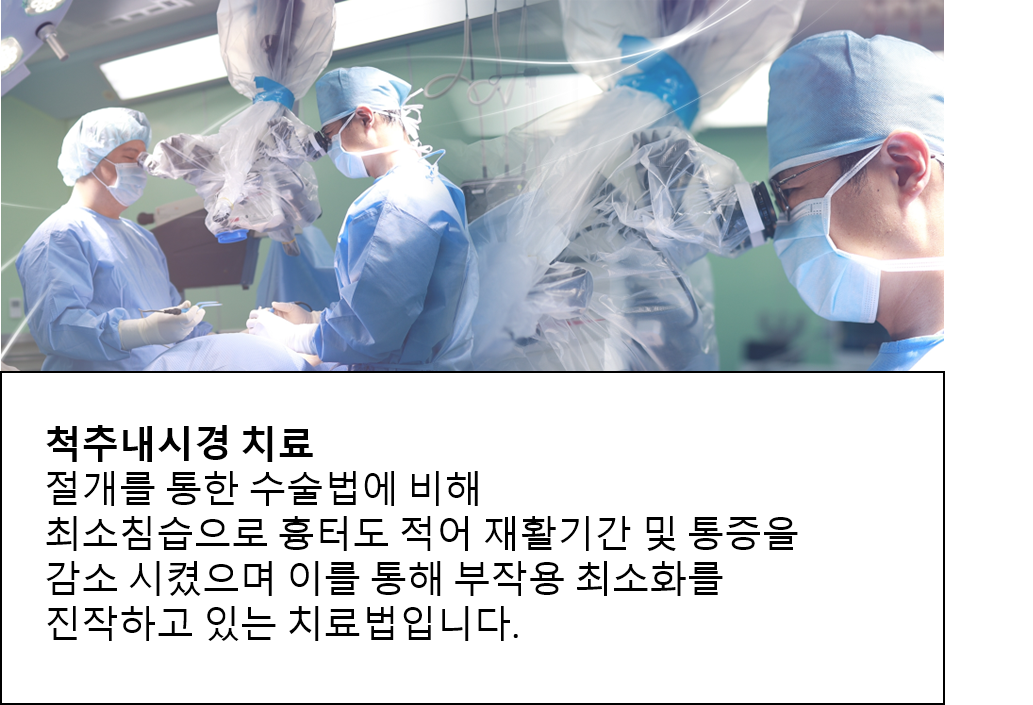 척추내시경 치료
절개를 통한 수술법에 비해
최소침습으로 흉터도 적어 재활기간 및 통증을
감소 시켰으며 이를 통해 부작용 최소화를
진작하고 있는 치료법입니다.